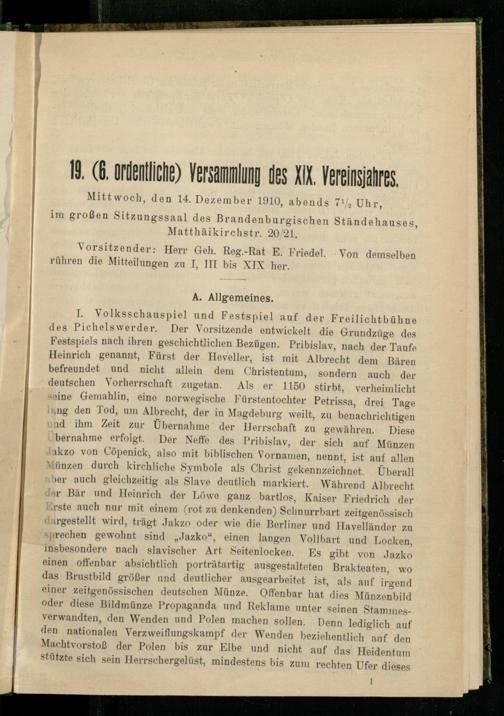 19. (6. ordentliche) Versammlung des XIX. Vereinsjahres.
Mittwoch, den 14. Dezember 1910, abends 7½ Uhr,
im großen Sitzungssaal des Brandenburgischen Ständehauses,
Matthäikirchstr. 20/21.
Vorsitzender: Herr Geh. Reg.-Rat E. Friedel. Von demselben
rühren die Mitteilungen zu I, III bis XIX her.
A. Allgemeines.
I. Volksschauspiel und Festspiel auf der Freilichtbühne
des Pichelswerder. Der Vorsitzende entwickelt die Grundzüge des
Festspiels nach ihren geschichtlichen Bezügen. Pribislav, nach der Taufe
Heinrich genannt, Fürst der Heveller, ist mit Albrecht dem Bären
befreundet und nicht allein dem Christentum, sondern auch der
deutschen Vorherrschaft zugetan. Als er 1150 stirbt, verheimlicht
seine Gemahlin, eine norwegische Fürstentochter Petrissa, drei Tage
lang den Tod, um Albrecht, der in Magdeburg weilt, zu benachrichtigen
und ihm Zeit zur Übernahme der Herrschaft zu gewähren. Diese
Übernahme erfolgt. Der Neffe des Pribislav, der sich auf Münzen
Jakzo von Cöpenick, also mit biblischen Vornamen, nennt, ist auf allen
Münzen durch kirchliche Symbole als Christ gekennzeichnet. Überall
aber auch gleichzeitig als Slave deutlich markiert. Während Albrecht
der Bär und Heinrich der Löwe ganz bartlos, Kaiser Friedrich der
Erste auch nur mit einem (rot zu denkenden) Schnurrbart zeitgenössisch
dargestellt wird, trägt Jakzo oder wie die Berliner und Havelländer zu
sprechen gewohnt sind „Jazko“, einen langen Vollbart und Locken,
insbesondere nach slavischer Art Seitenlocken. Es gibt von Jazko
einen offenbar absichtlich porträtartig ausgestalteten Brakteaten, wo
das Brustbild größer und deutlicher ausgearbeitet ist, als auf irgend
einer zeitgenössischen deutschen Münze. Offenbar hat dies Münzenbild
oder diese Bildmünze Propaganda und Reklame unter seinen Stammes-
verwandten, den Wenden und Polen machen sollen. Denn lediglich auf
den nationalen Verzweiflungskampf der Wenden beziehentlich auf den
Machtvorstoß der Polen bis zur Elbe und nicht auf das Heidentum
stützte sich sein Herrschergelüst, mindestens bis zum rechten Ufer dieses
1